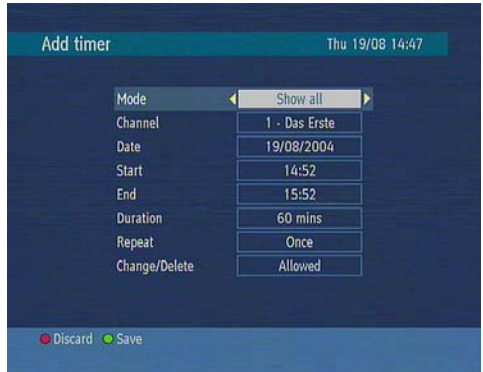 Add timer Thu 19/08 14:47
Mode Show all
Channel 1 - Das Erste
Date 19/08/2004
Start 14:52
End 15:52
Duration 60 mins
Repeat Once
Change/Delete Allowed
Discard Save